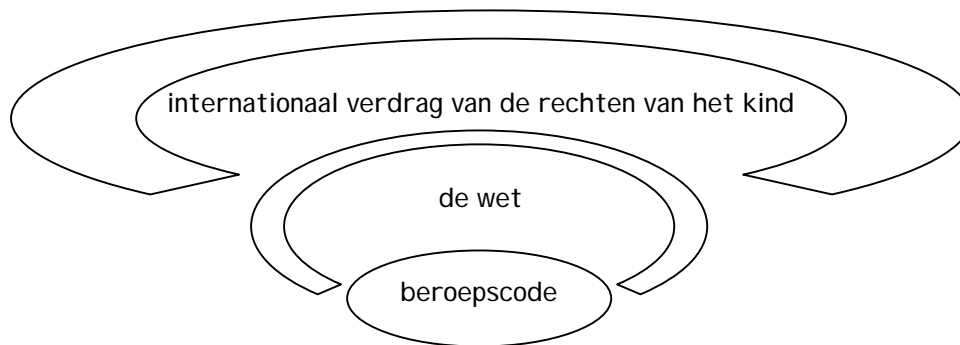 internationaal verdrag van de rechten van het kind
de wet
beroepscode